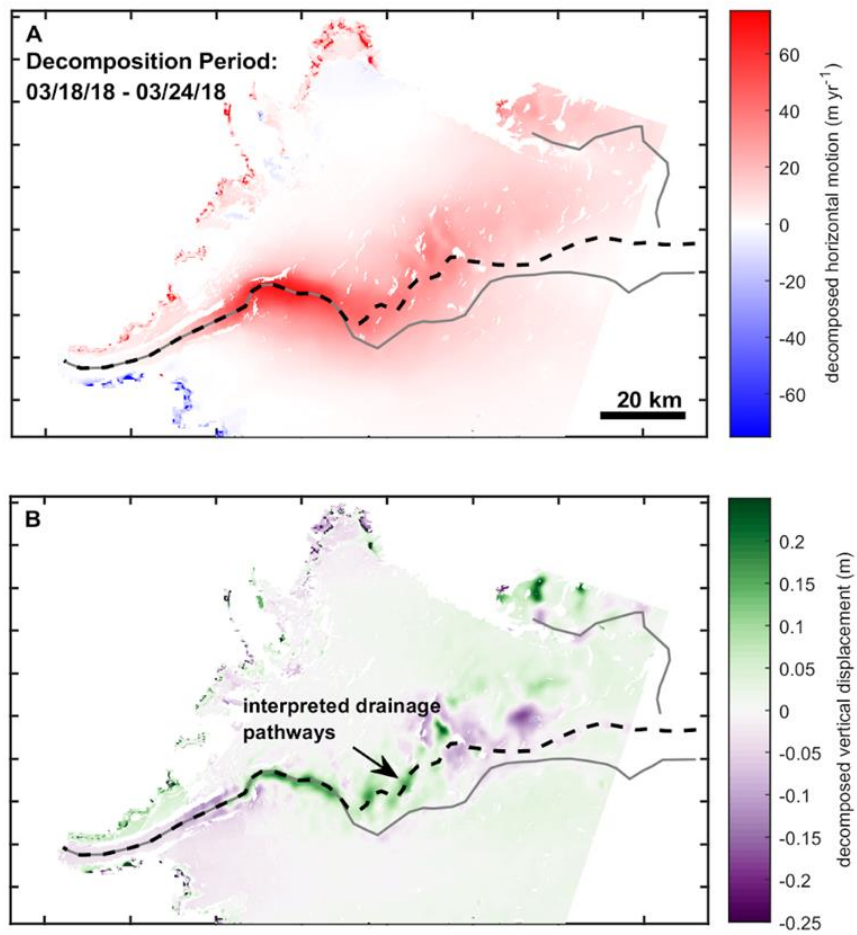 A
Decomposition Period:
03/18/18 - 03/24/18
20 km
60
40
20
0
-20
-40
-60
decomposed horizontal motion (m yr⁻¹)
B
interpreted drainage
pathways
0.2
0.15
0.1
0.05
0
-0.05
-0.1
-0.15
-0.2
-0.25
decomposed vertical displacement (m)